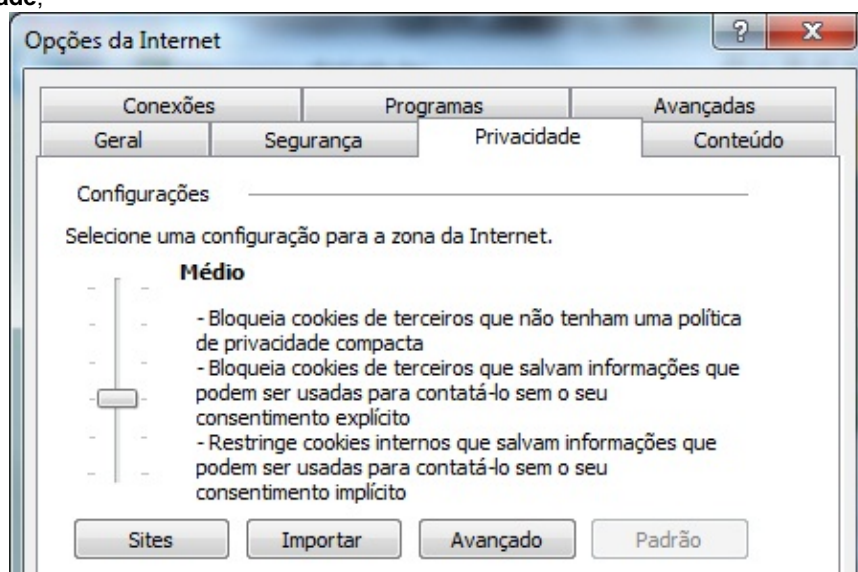 ade,
Opções da Internet
?
X
Conexões
Programas
Avançadas
Geral
Segurança
Privacidade
Conteúdo
Configurações
Selecione uma configuração para a zona da Internet.
Médio
- Bloqueia cookies de terceiros que não tenham uma política
de privacidade compacta
- Bloqueia cookies de terceiros que salvam informações que
podem ser usadas para contatá-lo sem o seu
consentimento explícito
- Restringe cookies internos que salvam informações que
podem ser usadas para contatá-lo sem o seu
consentimento implícito
Sites
Importar
Avançado
Padrão